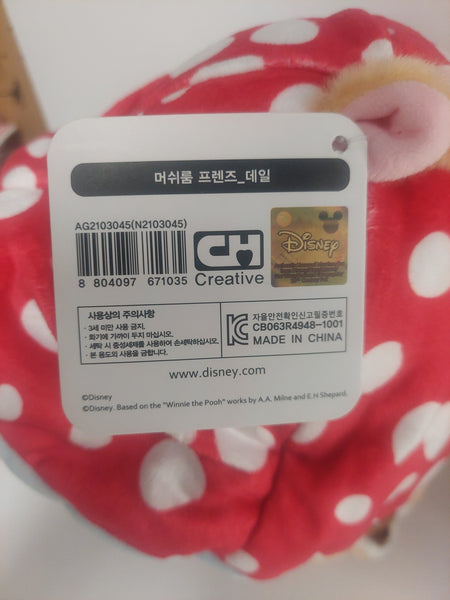 머쉬룸 프렌즈_데일
AG2103045(N2103045)
8 804097 671035
CH
Creative
Disney
사용상의 주의사항
· 3세 미만 사용 금지.
· 화기에 가까이 두지 마십시오.
· 세탁 시 중성세제를 사용하여 손세탁하십시오.
· 본 용도외 사용을 금합니다.
자율안전확인신고필증번호
CB063R4948-1001
MADE IN CHINA
www.disney.com
©Disney
©Disney. Based on the "Winnie the Pooh" works by A.A. Milne and E.H Shepard.